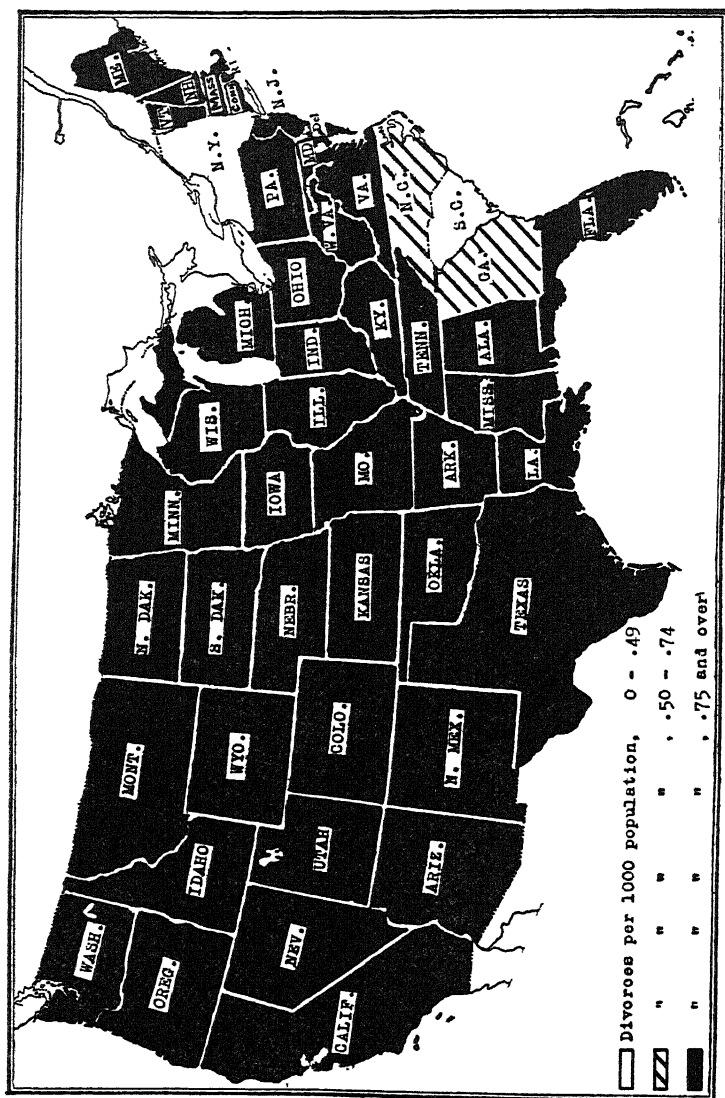 WASH.
OREG.
CALIF.
NEV.
IDAHO
MONT.
WYO.
UTAH
COLO.
ARIZ.
N. MEX.
N. DAK.
S. DAK.
NEBR.
KANSAS
OKLA.
TEXAS
MINN.
IOWA
MO.
ARK.
LA.
WIS.
ILL.
MICH
IND.
OHIO
KY.
TENN.
MISS.
ALA.
GA.
FLA.
S.C.
N.C.
VA.
W.VA.
MD.
Del
PA.
N.J.
N.Y.
CONN
R.I.
MASS
VT.
NH
ME.
Divorces per 1000 population, 0 - .49
" " " " , .50 - .74
" " " " , .75 and over